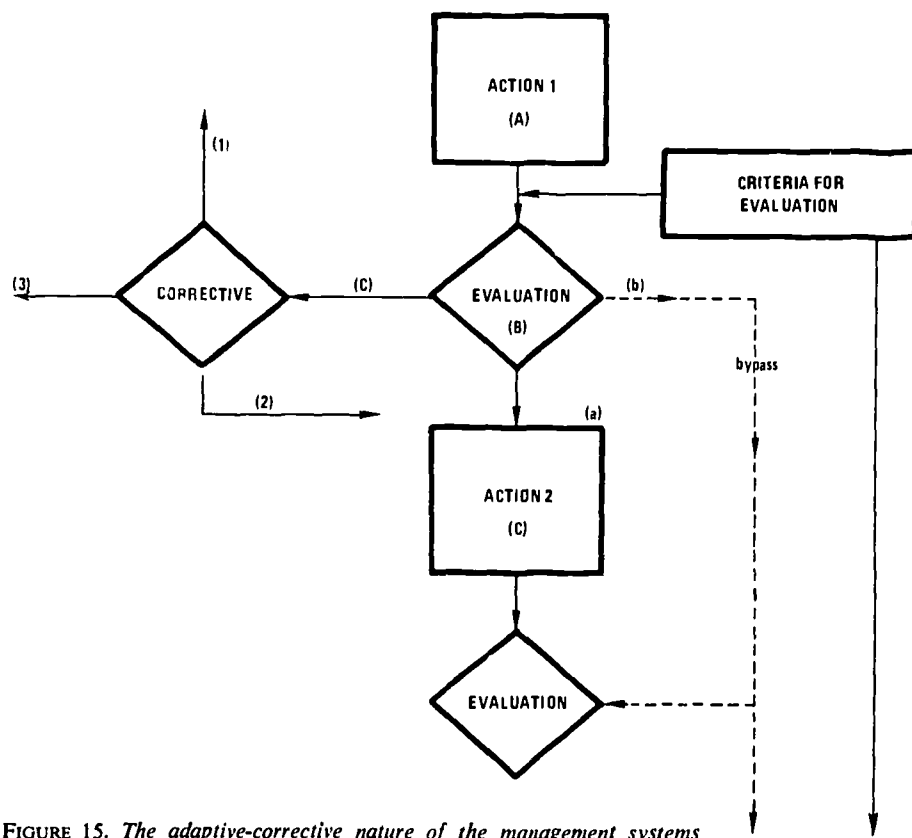 ACTION 1
(A)
(1)
CRITERIA FOR
EVALUATION
(3)
CORRECTIVE
(C)
EVALUATION
(B)
(b)
bypass
(2)
(a)
ACTION 2
(C)
EVALUATION
FIGURE 15. The adaptive-corrective nature of the management systems